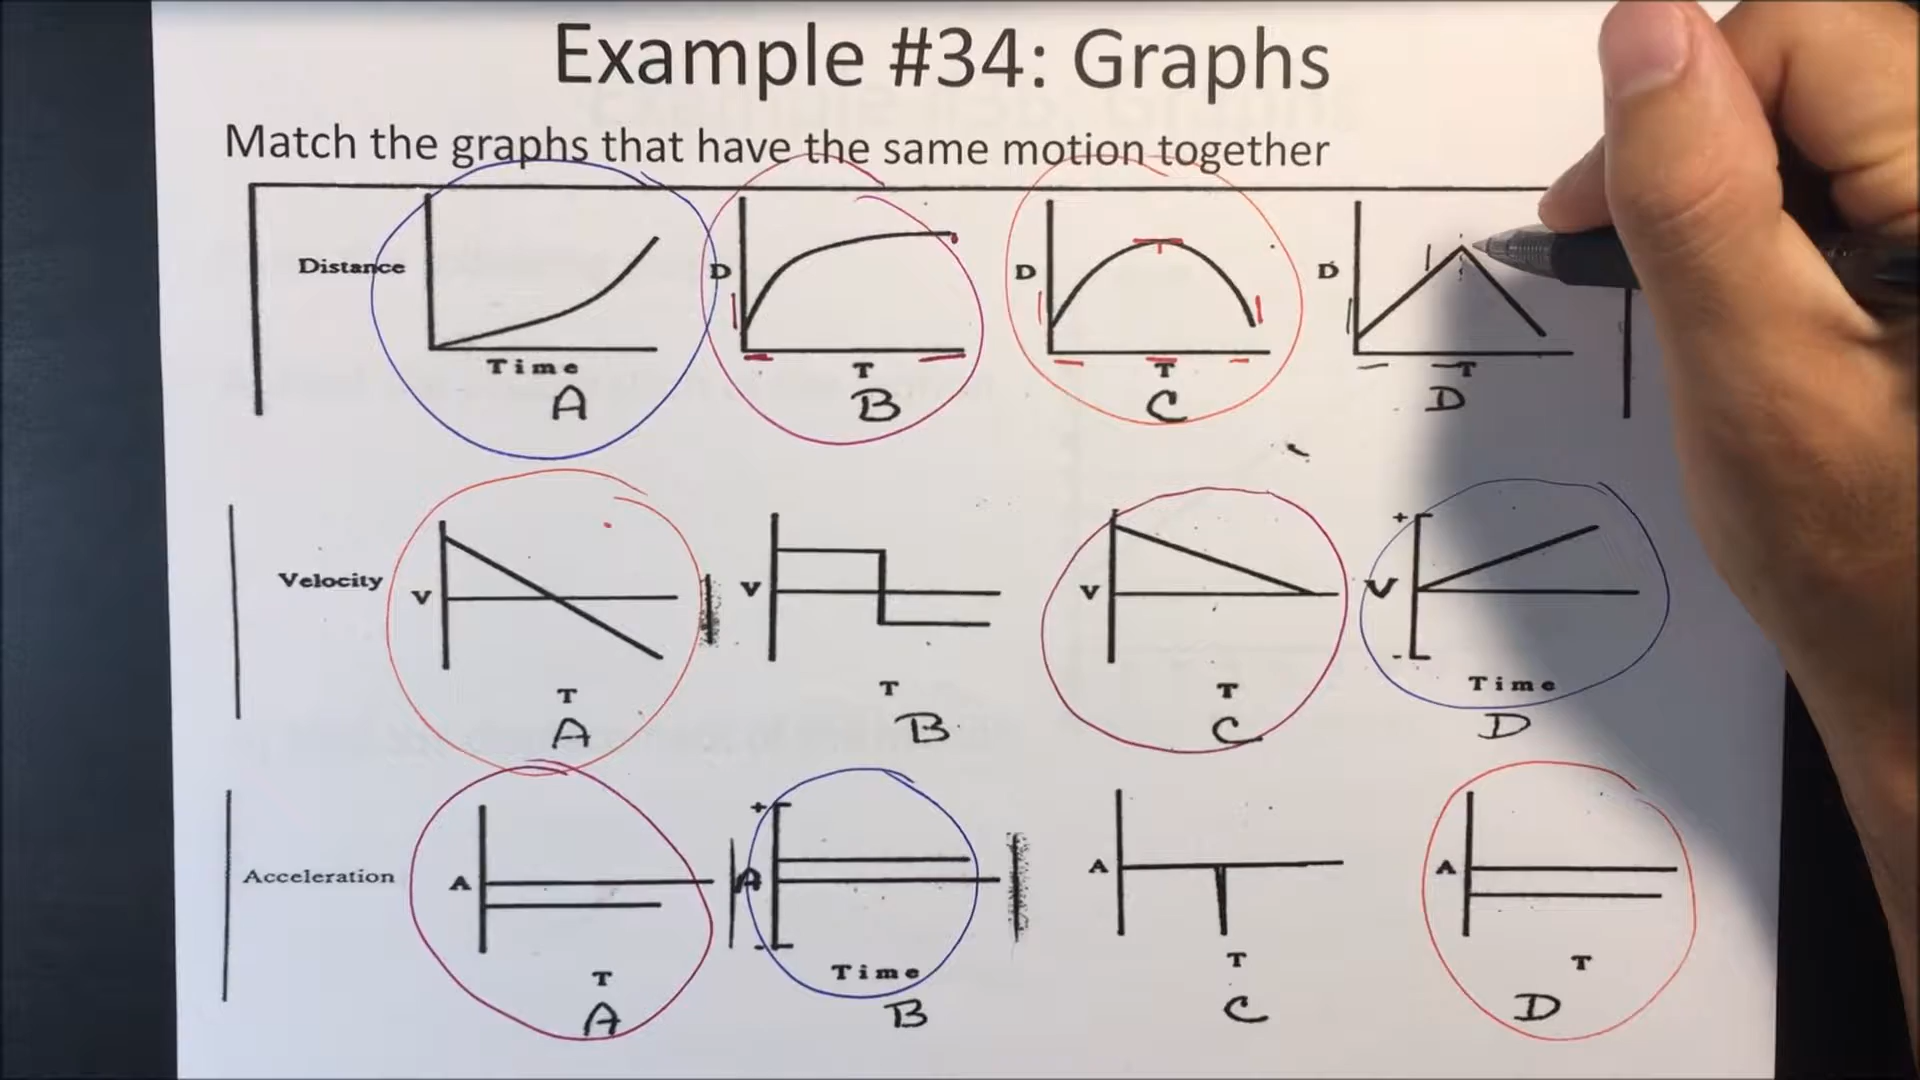 Example #34: Graphs
Match the graphs that have the same motion together
Distance
D
D
D
Time
T
T
T
A
B
C
D
Velocity
V
V
V
V
+
-
T
T
T
Time
A
B
C
D
Acceleration
A
A
A
A
+
-
T
Time
T
T
A
B
C
D